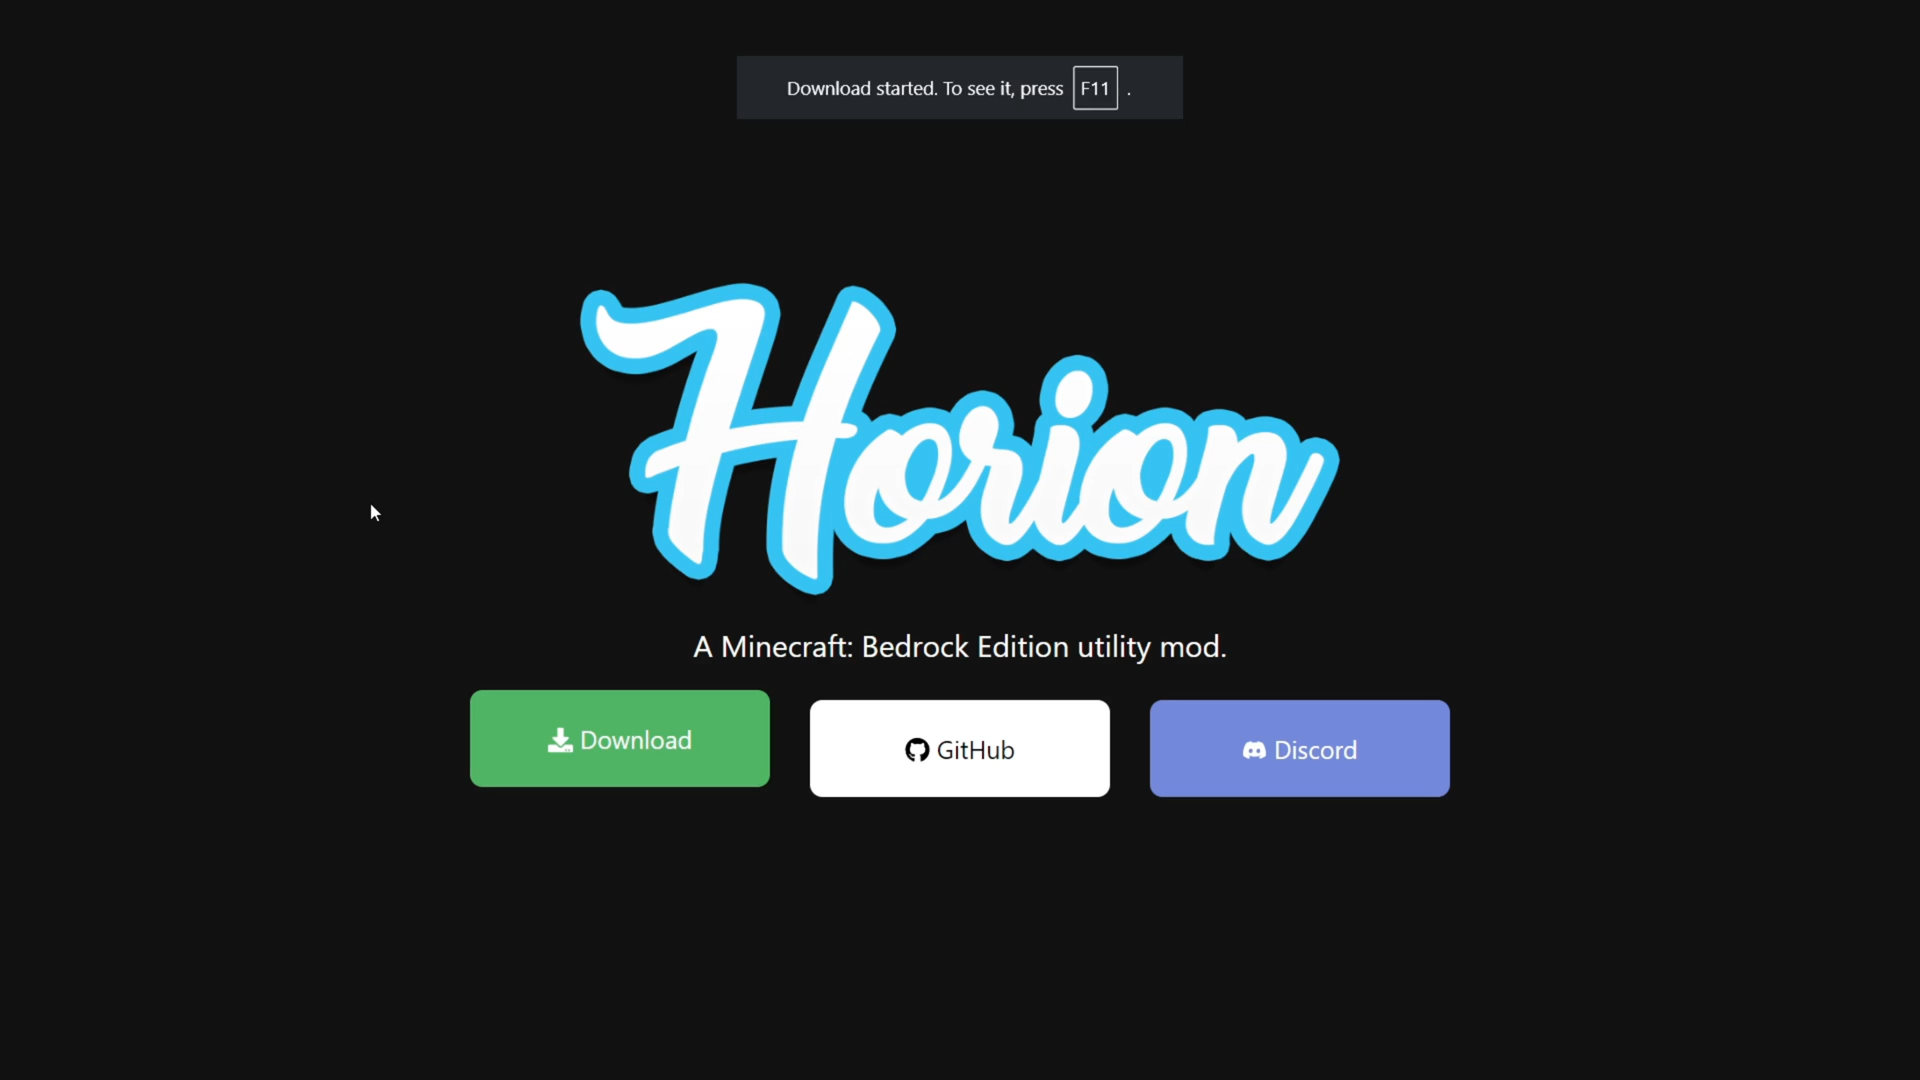 Download started. To see it, press F11 .
Horion
A Minecraft: Bedrock Edition utility mod.
Download
GitHub
Discord